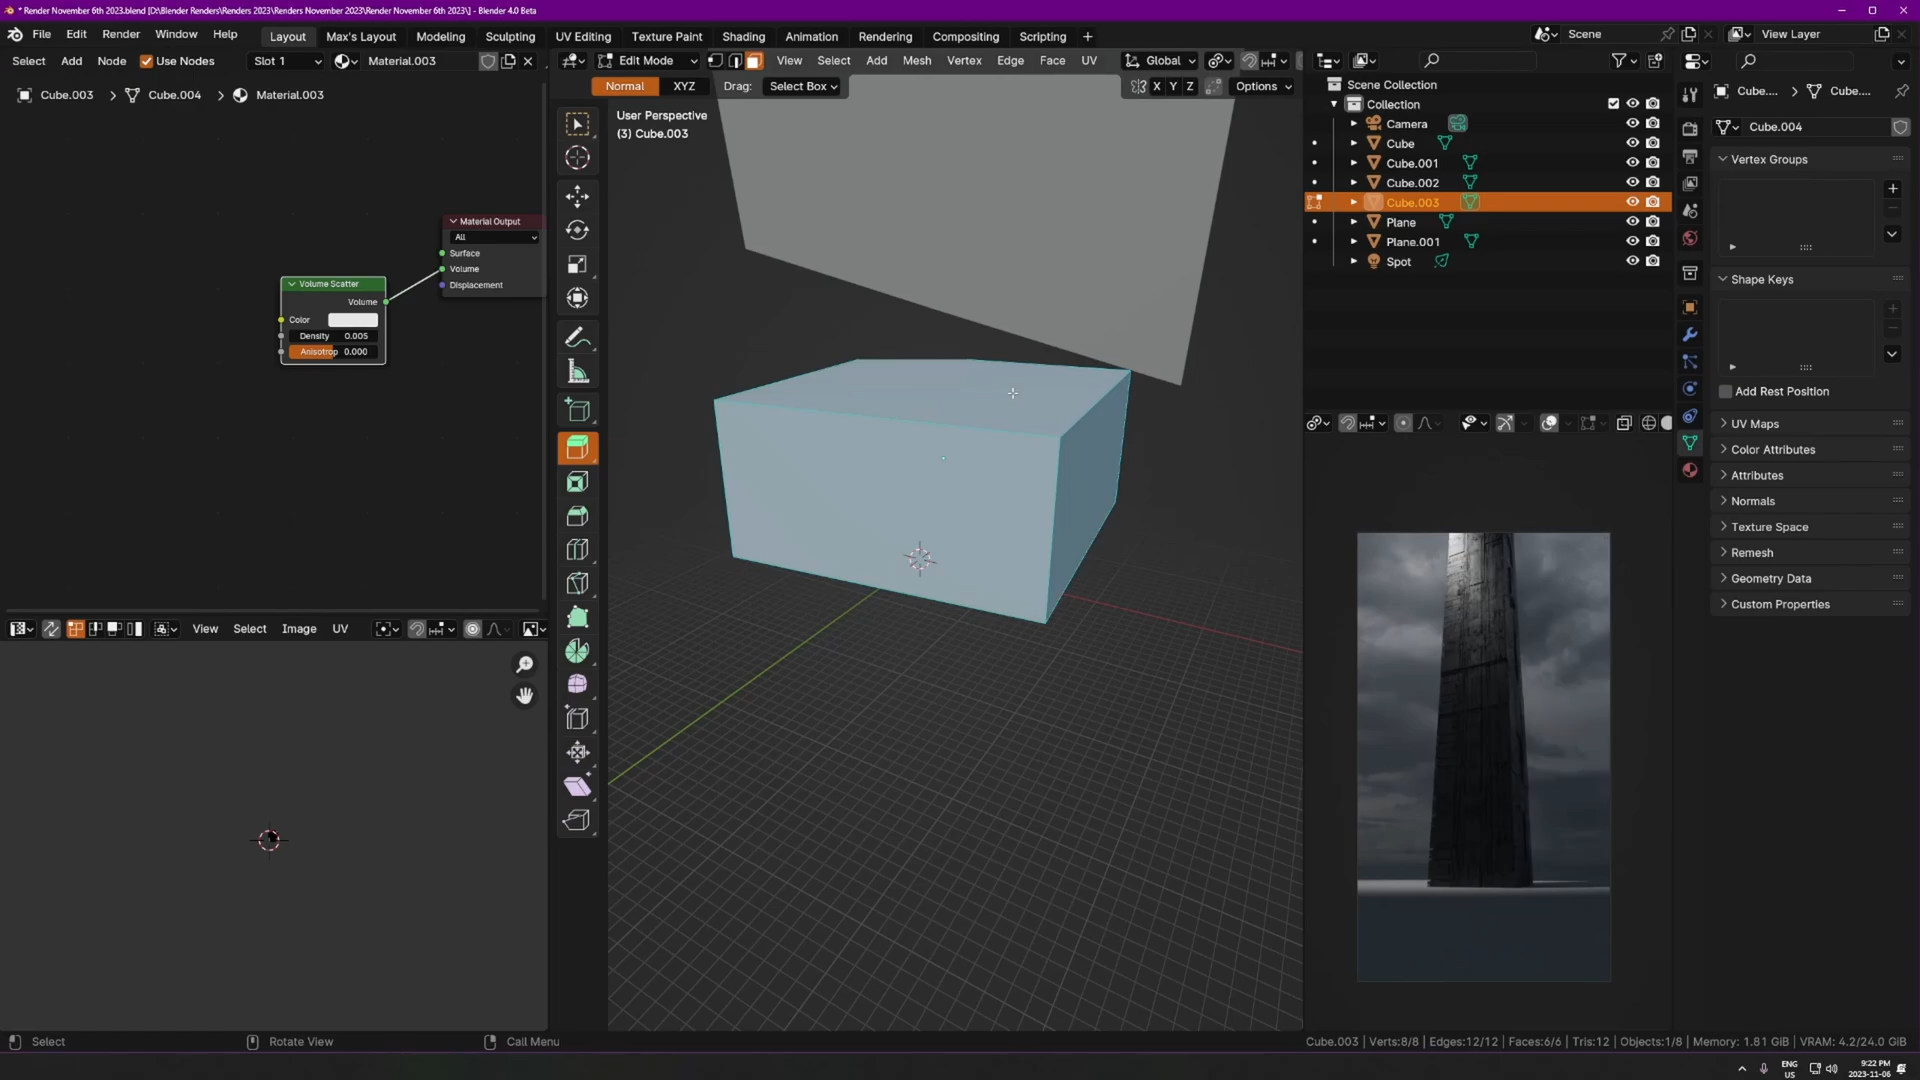 * Render November 6th 2023.blend [D:\Blender Renders\Renders 2023\Renders November 2023\Render November 6th 2023\] - Blender 4.0 Beta
File Edit Render Window Help Layout Max's Layout Modeling Sculpting UV Editing Texture Paint Shading Animation Rendering Compositing Scripting + Scene View Layer
Select Add Node Use Nodes Slot 1 Material.003 Edit Mode View Select Add Mesh Vertex Edge Face UV Global
Normal XYZ Drag: Select Box X Y Z Options
Cube.003 > Cube.004 > Material.003
User Perspective
(3) Cube.003
Material Output
All
Surface
Volume
Displacement
Volume Scatter
Volume
Color
Density 0.005
Anisotrop 0.000
View Select Image UV
Scene Collection
Collection
Camera
Cube
Cube.001
Cube.002
Cube.003
Plane
Plane.001
Spot
Cube.... > Cube....
Cube.004
Vertex Groups
Shape Keys
Add Rest Position
UV Maps
Color Attributes
Attributes
Normals
Texture Space
Remesh
Geometry Data
Custom Properties
Select Rotate View Call Menu
Cube.003 | Verts:8/8 | Edges:12/12 | Faces:6/6 | Tris:12 | Objects:1/8 | Memory: 1.81 GiB | VRAM: 4.2/24.0 GiB
ENG
US
9:22 PM
2023-11-06